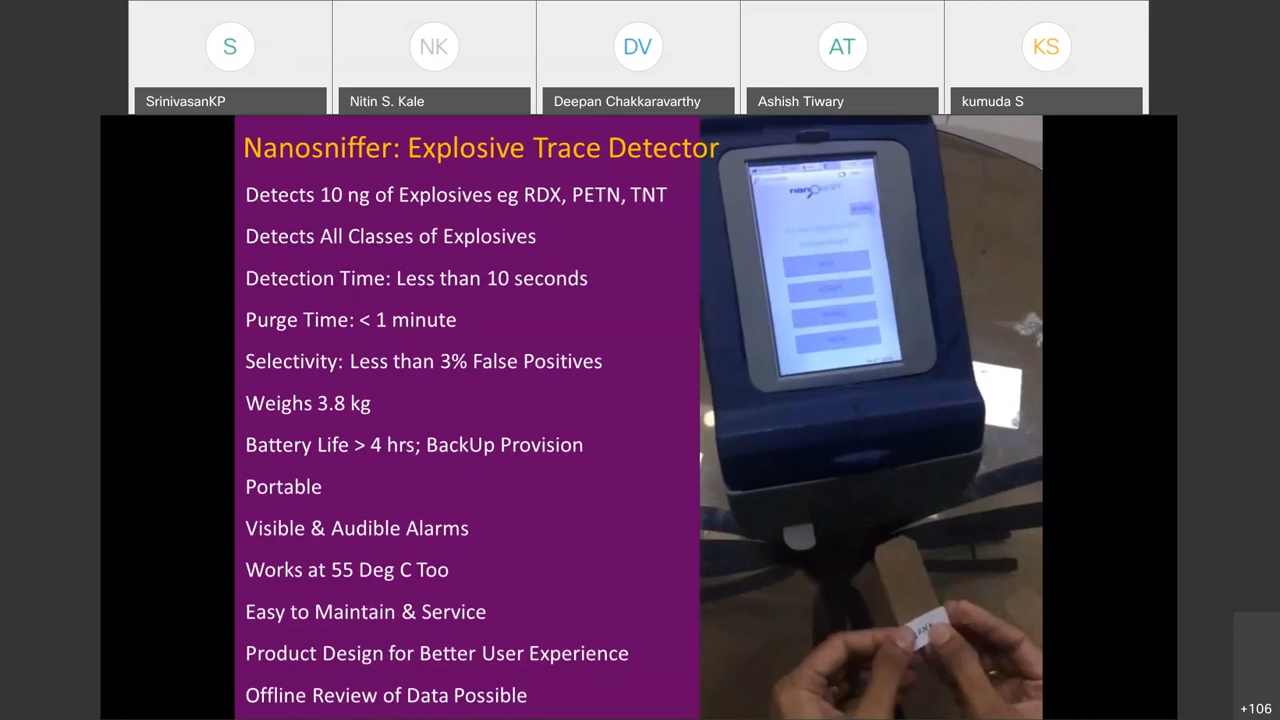 S
NK
DV
AT
KS
SrinivasanKP
Nitin S. Kale
Deepan Chakkaravarthy
Ashish Tiwary
kumuda S
Nanosniffer: Explosive Trace Detector
Detects 10 ng of Explosives eg RDX, PETN, TNT
Detects All Classes of Explosives
Detection Time: Less than 10 seconds
Purge Time: < 1 minute
Selectivity: Less than 3% False Positives
Weighs 3.8 kg
Battery Life > 4 hrs; BackUp Provision
Portable
Visible & Audible Alarms
Works at 55 Deg C Too
Easy to Maintain & Service
Product Design for Better User Experience
Offline Review of Data Possible
+106